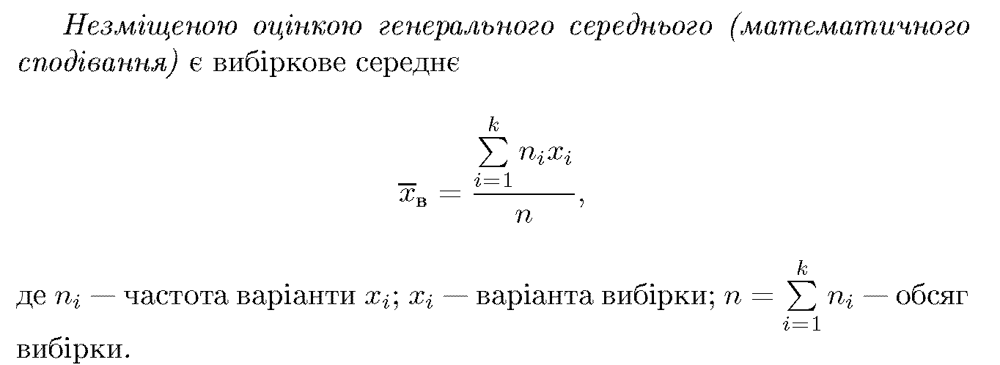 Незміщеною оцінкою генерального середнього (математичного
сподівання) є вибіркове середнє
$$\overline{x}_{\text{в}} = \frac{\sum\limits_{i=1}^{k} n_i x_i}{n},$$
де $n_i$ — частота варіанти $x_i$; $x_i$ — варіанта вибірки; $n = \sum\limits_{i=1}^{k} n_i$ — обсяг
вибірки.